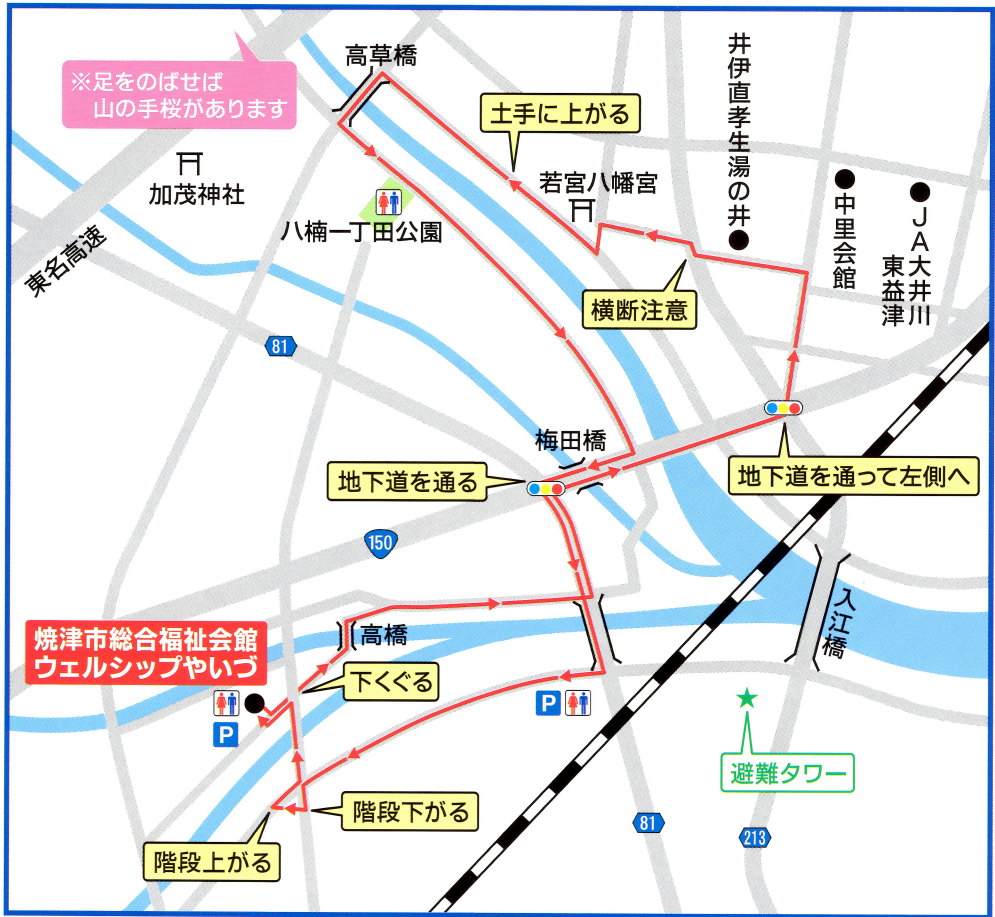 ※足をのばせば
山の手桜があります
高草橋
土手に上がる
井伊直孝生湯の井
加茂神社
若宮八幡宮
中里会館
JA大井川
東益津
八楠一丁田公園
東名高速
横断注意
81
梅田橋
地下道を通る
地下道を通って左側へ
150
入江橋
焼津市総合福祉会館
ウェルシップやいづ
高橋
下くぐる
P
P
避難タワー
階段下がる
81
213
階段上がる